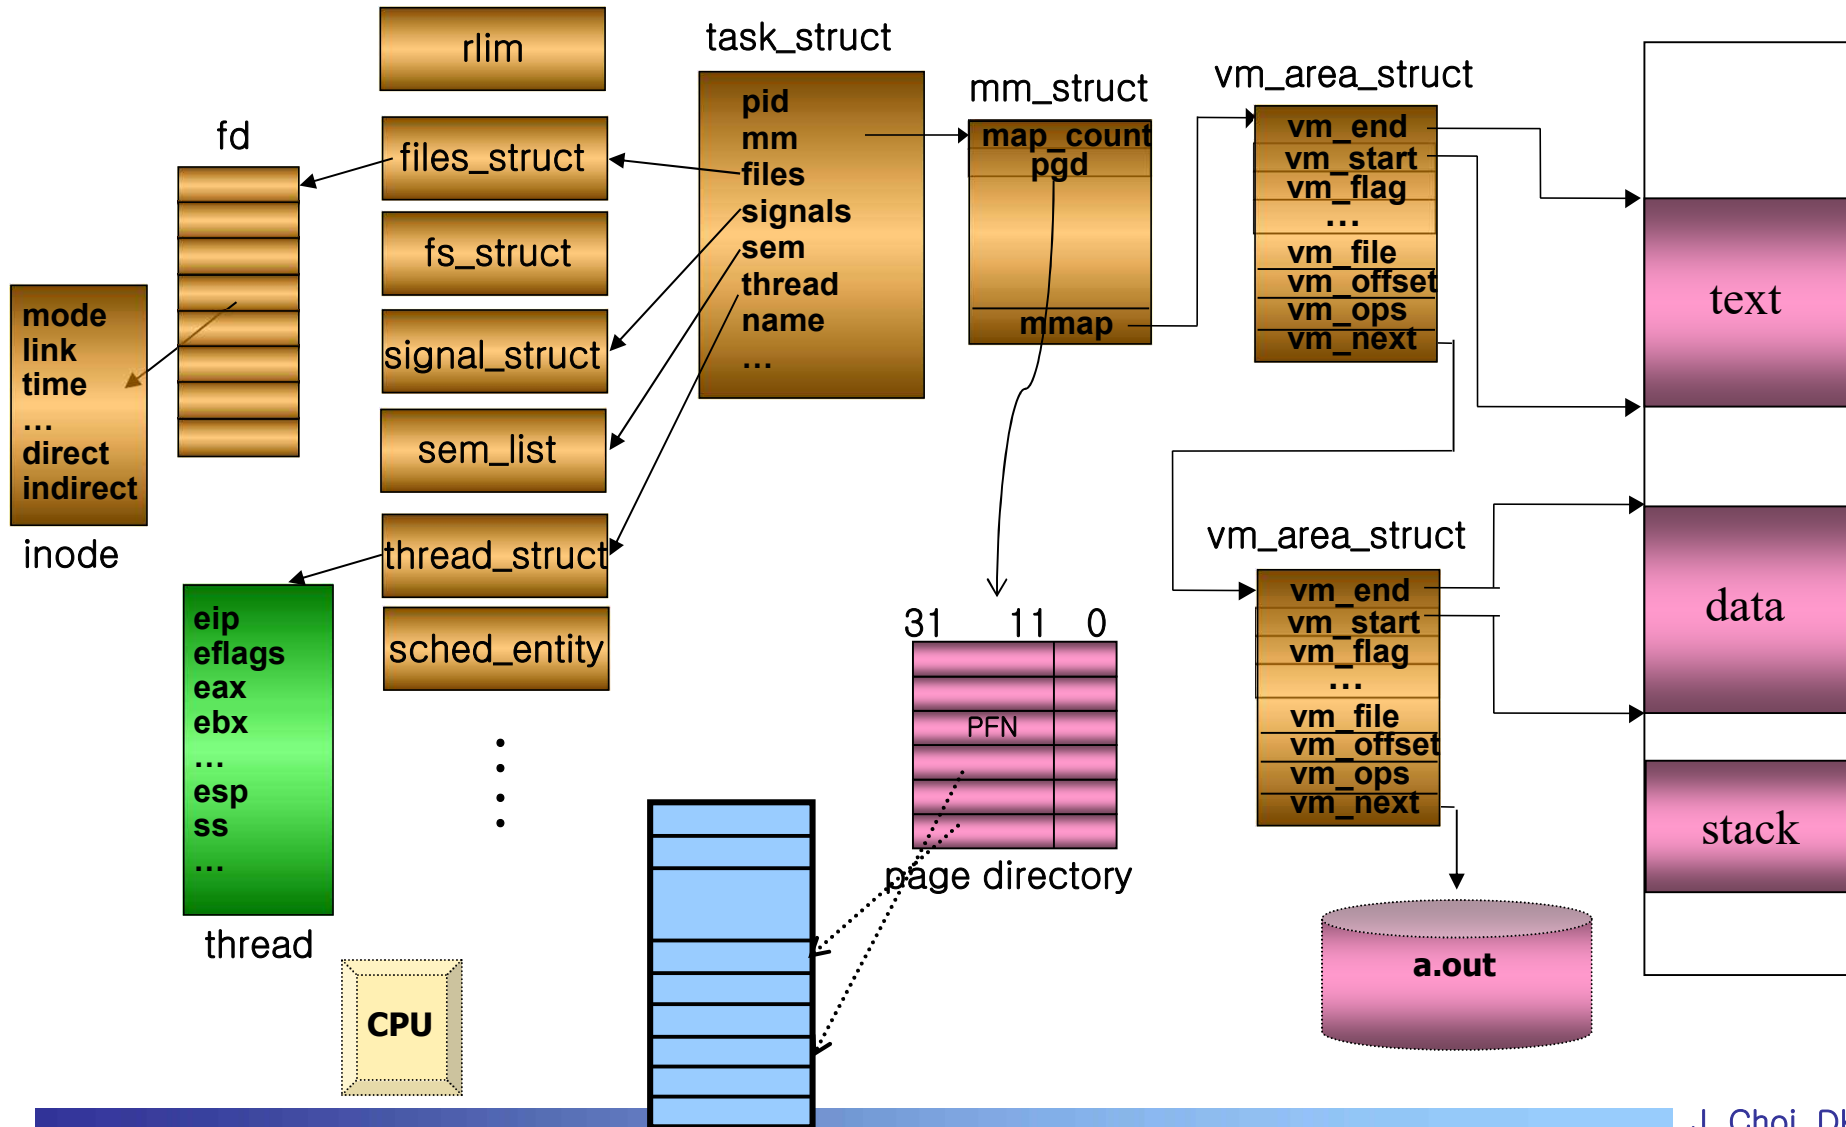 rlim
files_struct
fs_struct
signal_struct
sem_list
thread_struct
sched_entity
fd
mode
link
time
...
direct
indirect
inode
eip
eflags
eax
ebx
...
esp
ss
...
thread
CPU
task_struct
pid
mm
files
signals
sem
thread
name
...
mm_struct
map_count
pgd
mmap
31 11 0
PFN
page directory
vm_area_struct
vm_end
vm_start
vm_flag
...
vm_file
vm_offset
vm_ops
vm_next
vm_area_struct
vm_end
vm_start
vm_flag
...
vm_file
vm_offset
vm_ops
vm_next
a.out
text
data
stack
J. Choi, D